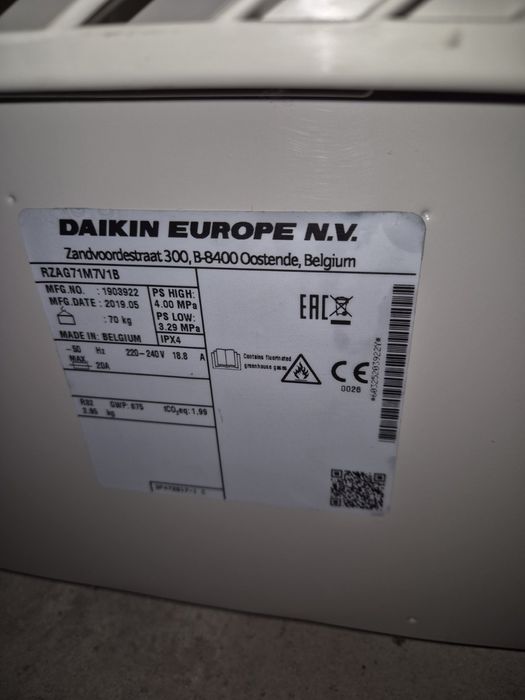 DAIKIN EUROPE N.V.
Zandvoordestraat 300, B-8400 Oostende, Belgium
RZAG71M7V1B
MFG.NO. : 1903922
MFG.DATE : 2019.05
: 70 kg
MADE IN: BELGIUM
PS HIGH:
4.00 MPa
PS LOW:
3.29 MPa
IPX4
~50 Hz 220-240V 18.8 A
MAX. 20A
R32 GWP: 675 tCO₂eq: 1.99
2.95 kg
EAC
Contains fluorinated
greenhouse gases
CE
0026